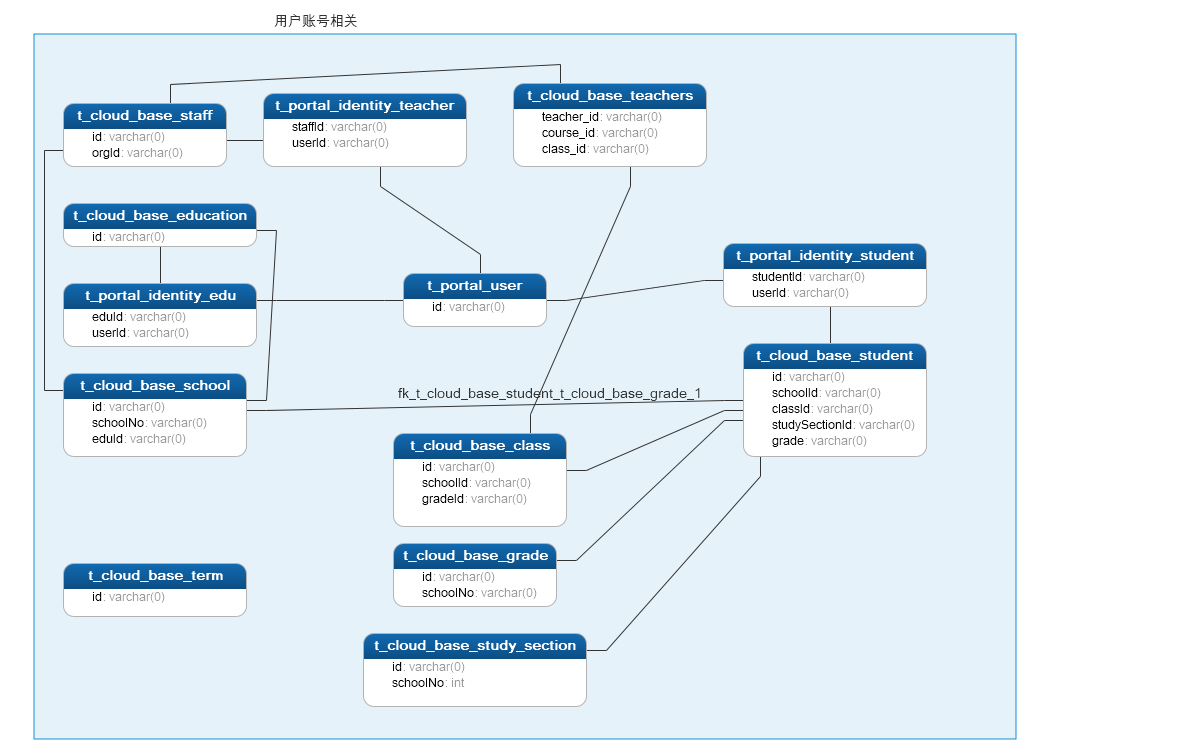 用户账号相关
t_cloud_base_staff
id: varchar(0)
orgId: varchar(0)
t_portal_identity_teacher
staffId: varchar(0)
userId: varchar(0)
t_cloud_base_teachers
teacher_id: varchar(0)
course_id: varchar(0)
class_id: varchar(0)
t_cloud_base_education
id: varchar(0)
t_portal_identity_edu
eduId: varchar(0)
userId: varchar(0)
t_portal_user
id: varchar(0)
t_portal_identity_student
studentId: varchar(0)
userId: varchar(0)
t_cloud_base_school
id: varchar(0)
schoolNo: varchar(0)
eduId: varchar(0)
fk_t_cloud_base_student_t_cloud_base_grade_1
t_cloud_base_student
id: varchar(0)
schoolId: varchar(0)
classId: varchar(0)
studySectionId: varchar(0)
grade: varchar(0)
t_cloud_base_class
id: varchar(0)
schoolId: varchar(0)
gradeId: varchar(0)
t_cloud_base_grade
id: varchar(0)
schoolNo: varchar(0)
t_cloud_base_term
id: varchar(0)
t_cloud_base_study_section
id: varchar(0)
schoolNo: int